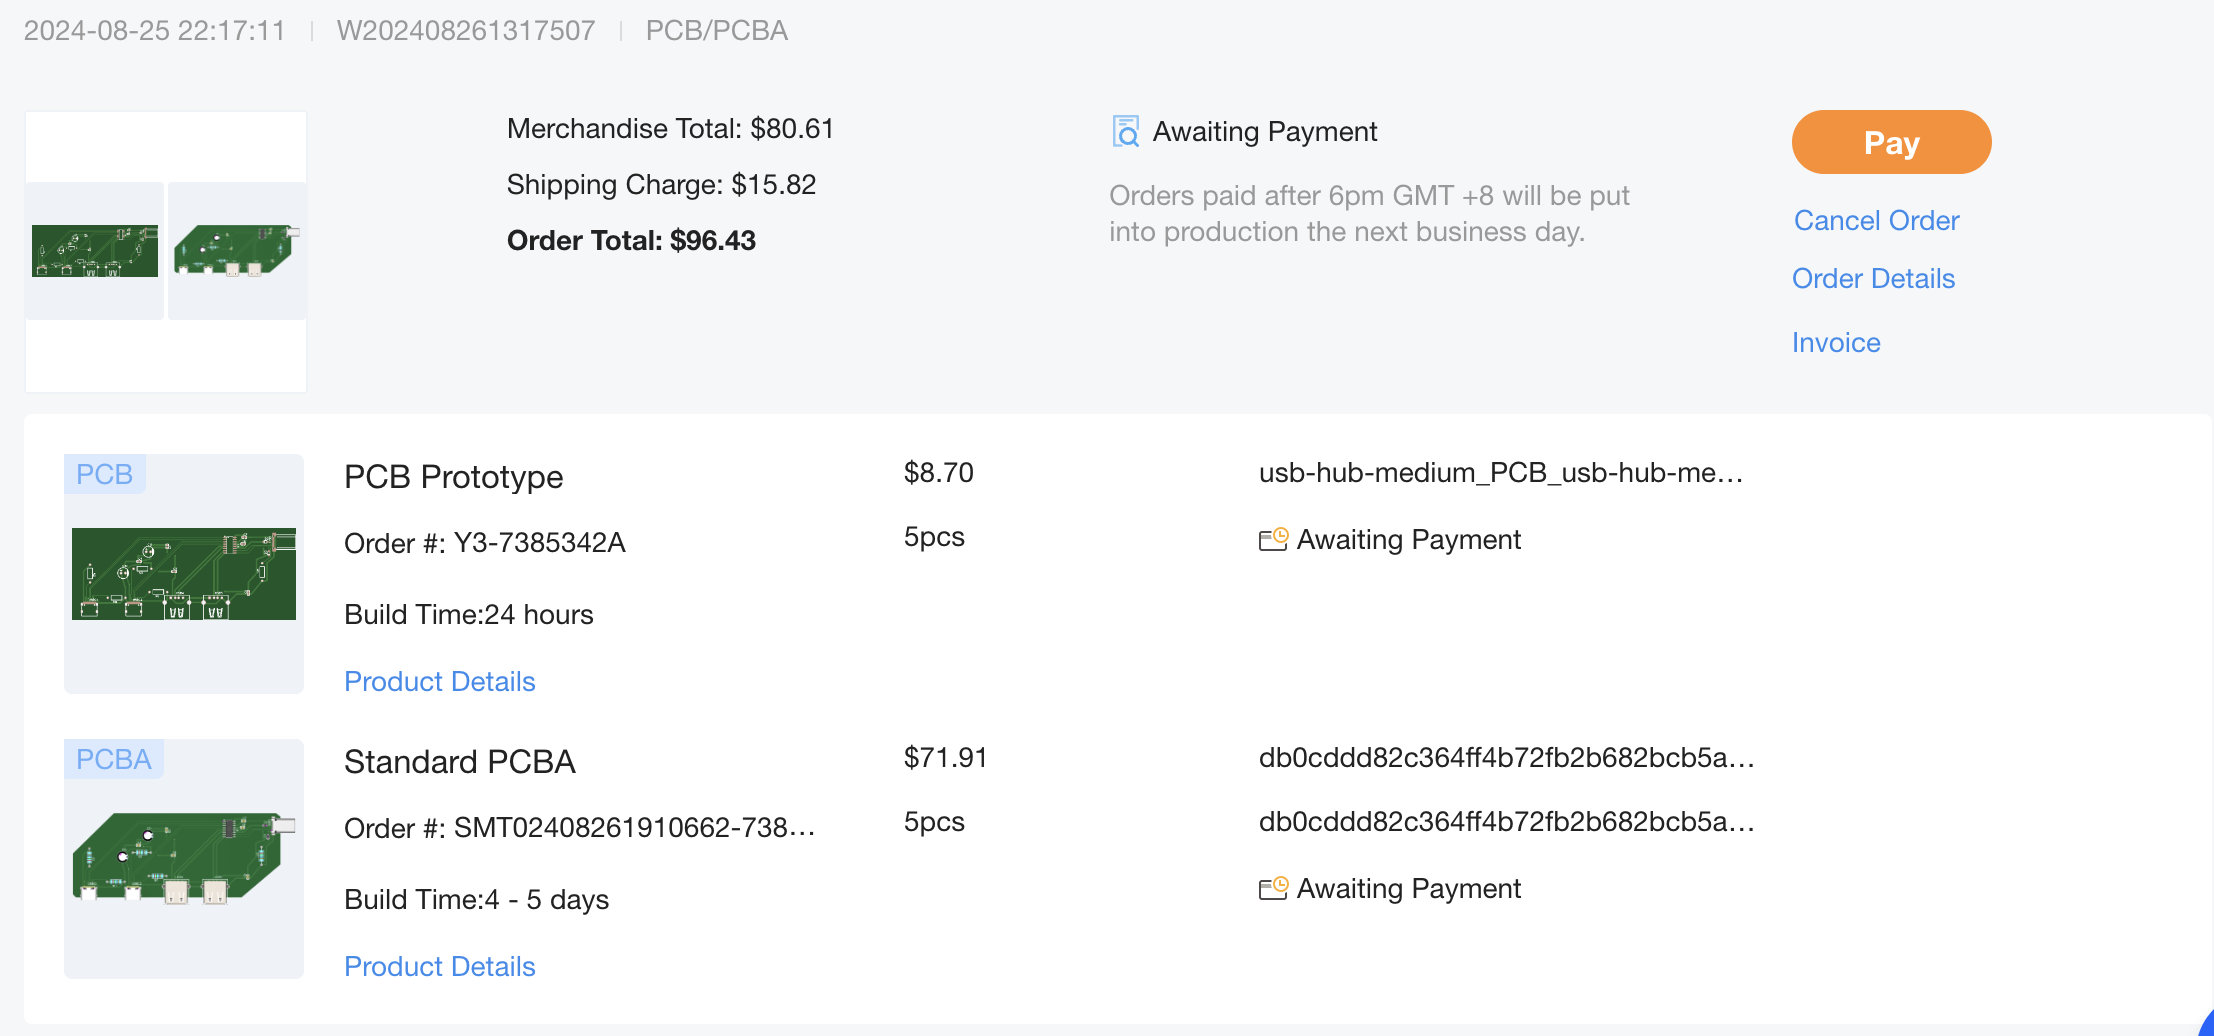 2024-08-25 22:17:11 | W202408261317507 | PCB/PCBA
Merchandise Total: $80.61
Shipping Charge: $15.82
Order Total: $96.43
Awaiting Payment
Orders paid after 6pm GMT +8 will be put
into production the next business day.
Pay
Cancel Order
Order Details
Invoice
PCB
PCB Prototype
Order #: Y3-7385342A
Build Time:24 hours
Product Details
$8.70
5pcs
usb-hub-medium_PCB_usb-hub-me...
Awaiting Payment
PCBA
Standard PCBA
Order #: SMT02408261910662-738...
Build Time:4 - 5 days
Product Details
$71.91
5pcs
db0cddd82c364ff4b72fb2b682bcb5a...
db0cddd82c364ff4b72fb2b682bcb5a...
Awaiting Payment